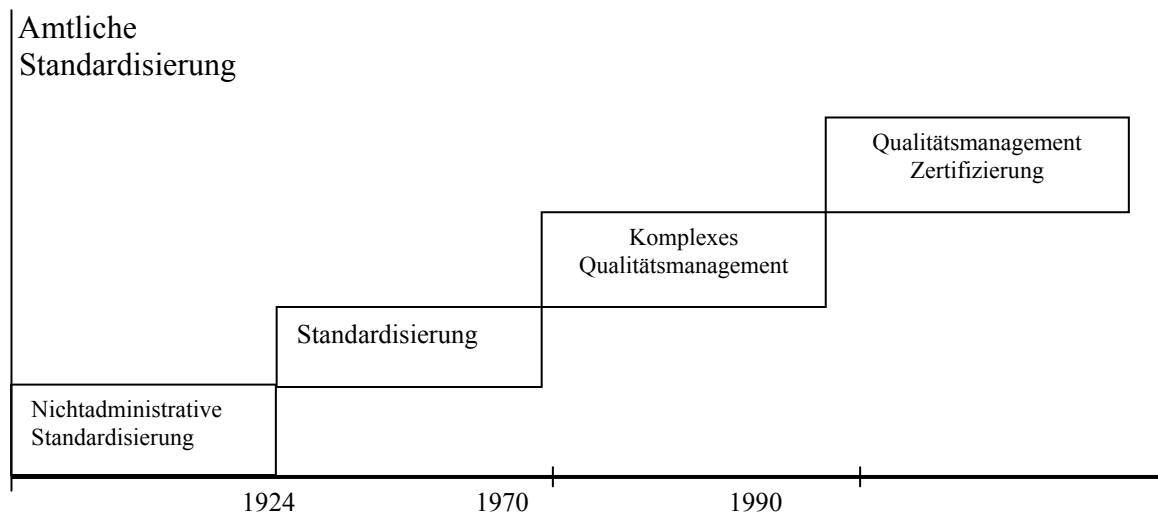 Amtliche
Standardisierung
Qualitätsmanagement
Zertifizierung
Komplexes
Qualitätsmanagement
Standardisierung
Nichtadministrative
Standardisierung
1924 1970 1990